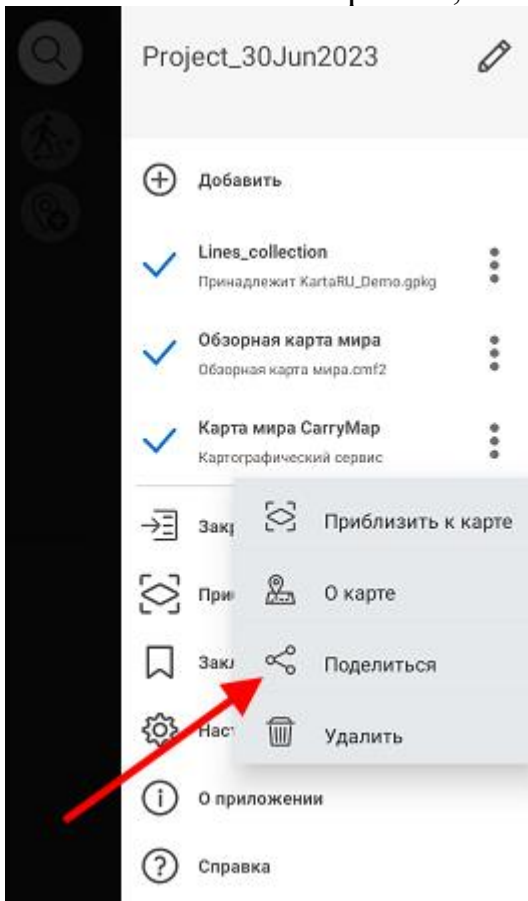 Project_30Jun2023
Добавить
Lines_collection
Принадлежит KartaRU_Demo.gpkg
Обзорная карта мира
Обзорная карта мира.cmf2
Карта мира CarryMap
Картографический сервис
Приблизить к карте
О карте
Поделиться
Удалить
О приложении
Справка